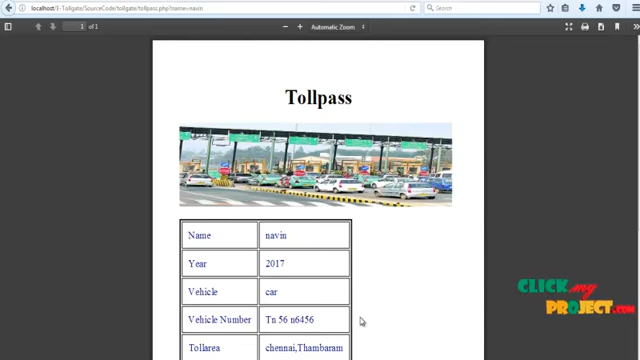 localhost/E-Tollgate/SourceCode/tollgate/tollpass.php?name=navin
Search
1 of 1
Automatic Zoom
Tollpass
Name navin
Year 2017
Vehicle car
Vehicle Number Tn 56 n6456
Tollarea chennai,Thambaram
CLICK my
PROJECT.COM